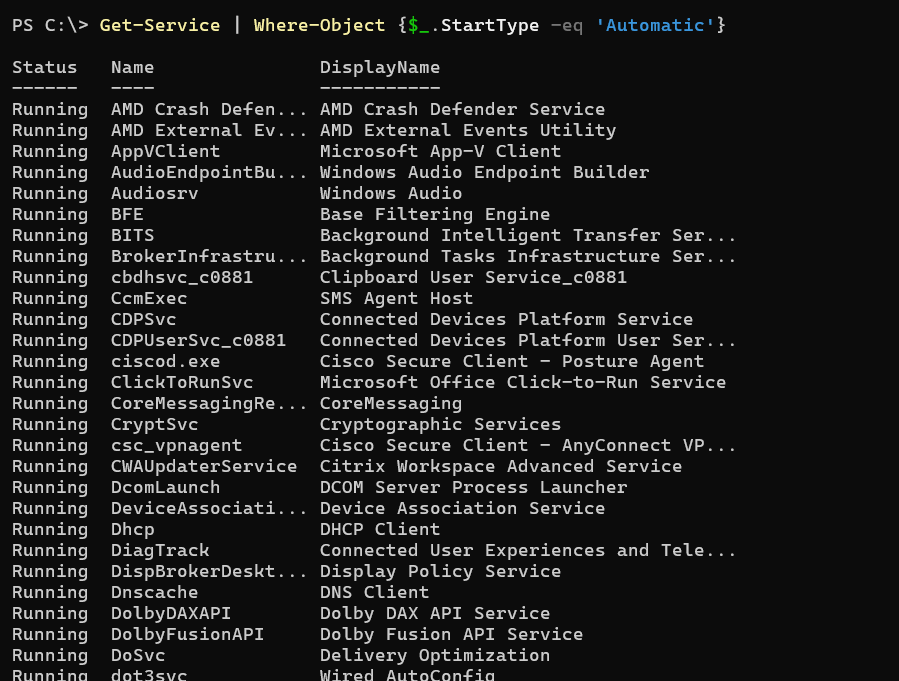 PS C:\> Get-Service | Where-Object {$_.StartType -eq 'Automatic'}
Status   Name               DisplayName
------   ----               -----------
Running  AMD Crash Defen... AMD Crash Defender Service
Running  AMD External Ev... AMD External Events Utility
Running  AppVClient         Microsoft App-V Client
Running  AudioEndpointBu... Windows Audio Endpoint Builder
Running  Audiosrv           Windows Audio
Running  BFE                Base Filtering Engine
Running  BITS               Background Intelligent Transfer Ser...
Running  BrokerInfrastru... Background Tasks Infrastructure Ser...
Running  cbdhsvc_c0881      Clipboard User Service_c0881
Running  CcmExec            SMS Agent Host
Running  CDPSvc             Connected Devices Platform Service
Running  CDPUserSvc_c0881   Connected Devices Platform User Ser...
Running  ciscod.exe         Cisco Secure Client - Posture Agent
Running  ClickToRunSvc      Microsoft Office Click-to-Run Service
Running  CoreMessagingRe... CoreMessaging
Running  CryptSvc           Cryptographic Services
Running  csc_vpnagent       Cisco Secure Client - AnyConnect VP...
Running  CWAUpdaterService  Citrix Workspace Advanced Service
Running  DcomLaunch         DCOM Server Process Launcher
Running  DeviceAssociati... Device Association Service
Running  Dhcp               DHCP Client
Running  DiagTrack          Connected User Experiences and Tele...
Running  DispBrokerDeskt... Display Policy Service
Running  Dnscache           DNS Client
Running  DolbyDAXAPI        Dolby DAX API Service
Running  DolbyFusionAPI     Dolby Fusion API Service
Running  DoSvc              Delivery Optimization
Running  dot3svc            Wired AutoConfig